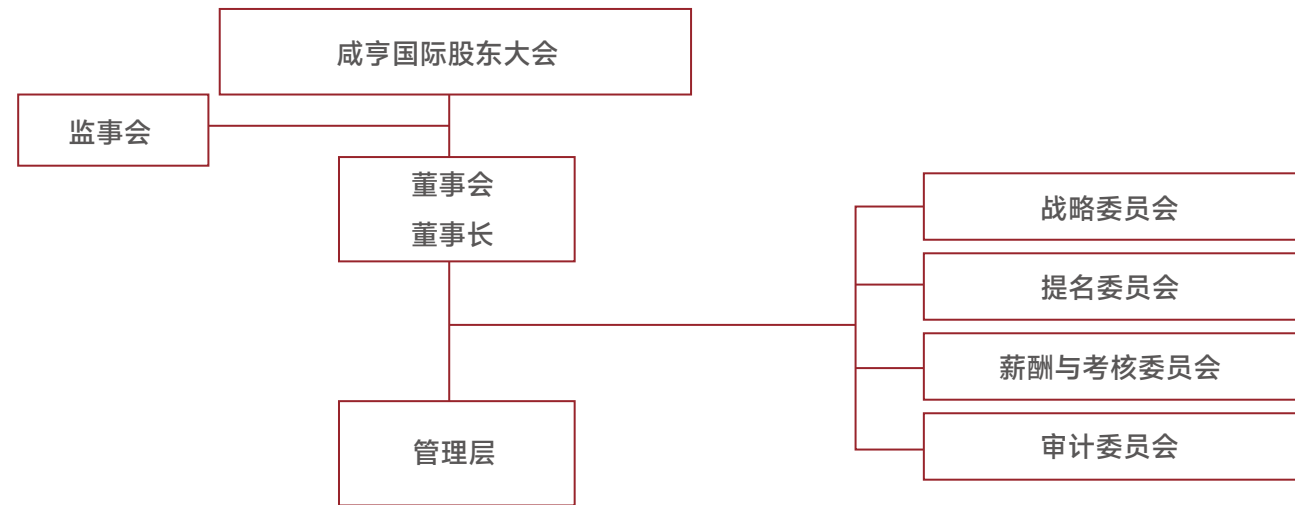 咸亨国际股东大会
监事会
董事会
董事长
战略委员会
提名委员会
薪酬与考核委员会
审计委员会
管理层